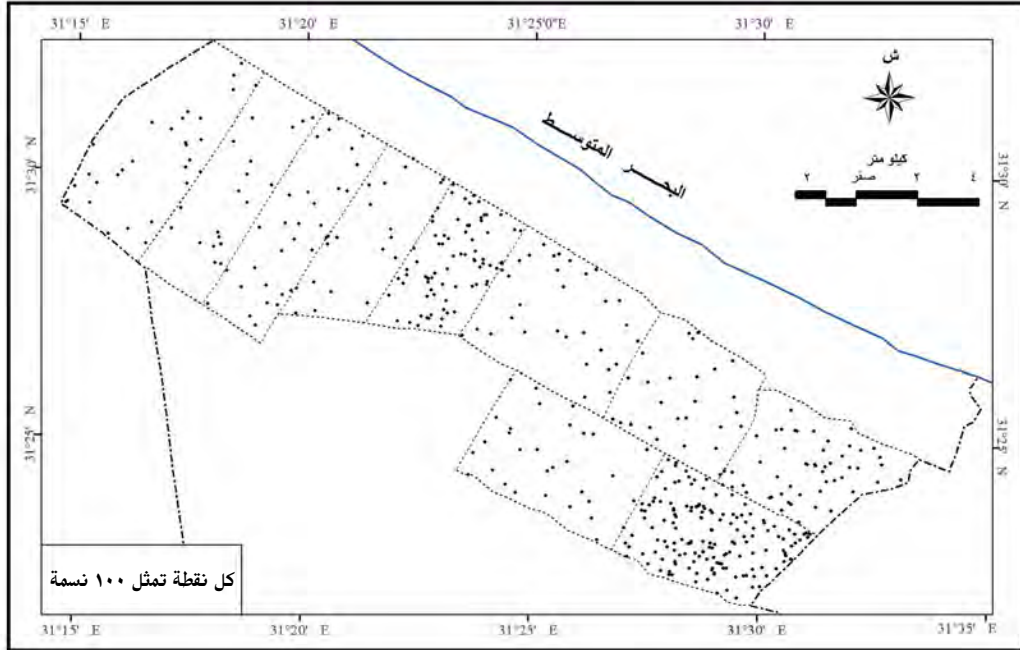 31°15' E 31°20' E 31°25'0"E 31°30' E
ش
البحر المتوسط
كيلو متر
٢ صفر ٢ ٤
31°30' N
31°30' N
31°25' N
31°25' N
كل نقطة تمثل ١٠٠ نسمة
31°15' E 31°20' E 31°25' E 31°30' E 31°35' E